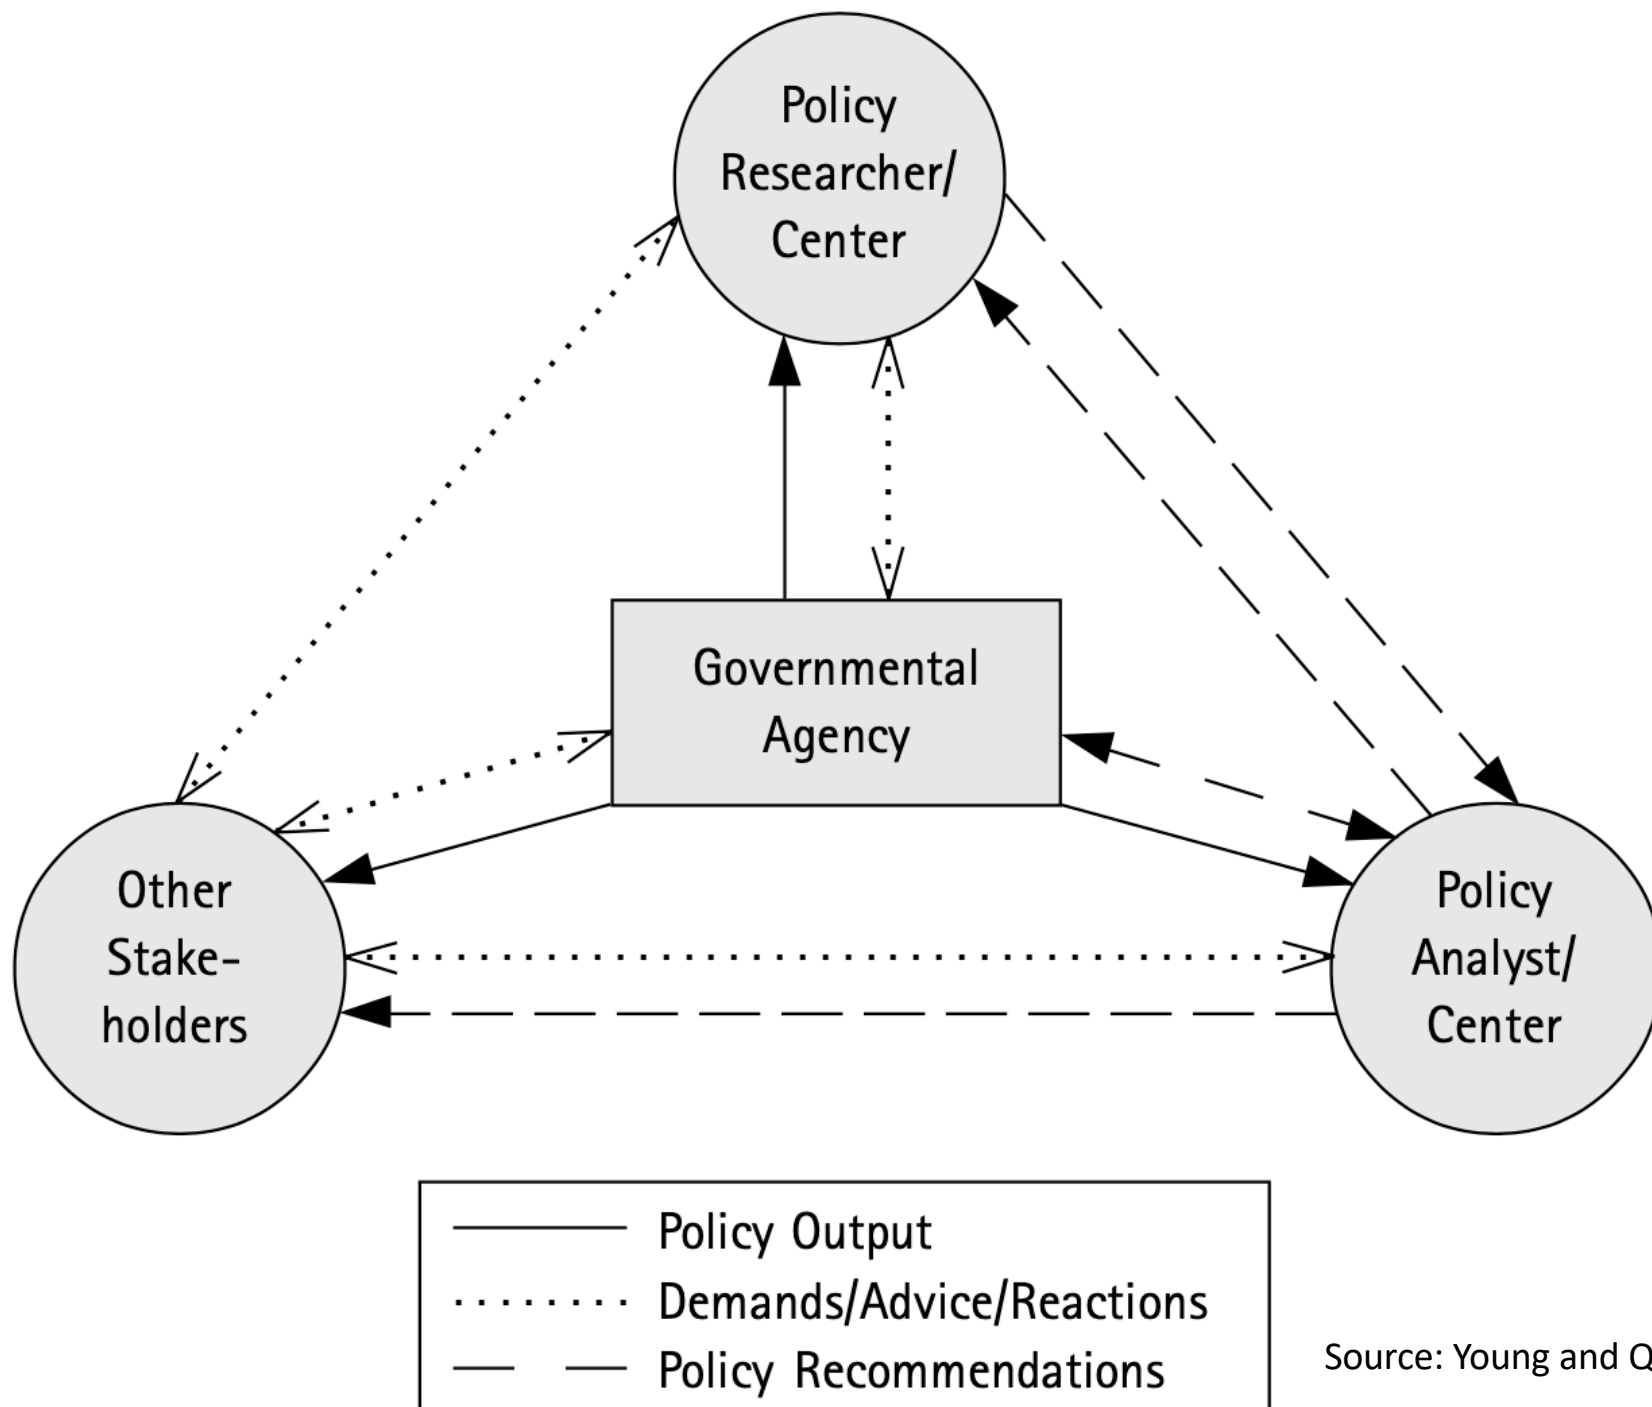 Policy
Researcher/
Center
Governmental
Agency
Other
Stake-
holders
Policy
Analyst/
Center
Policy Output
Demands/Advice/Reactions
Policy Recommendations
Source: Young and Q